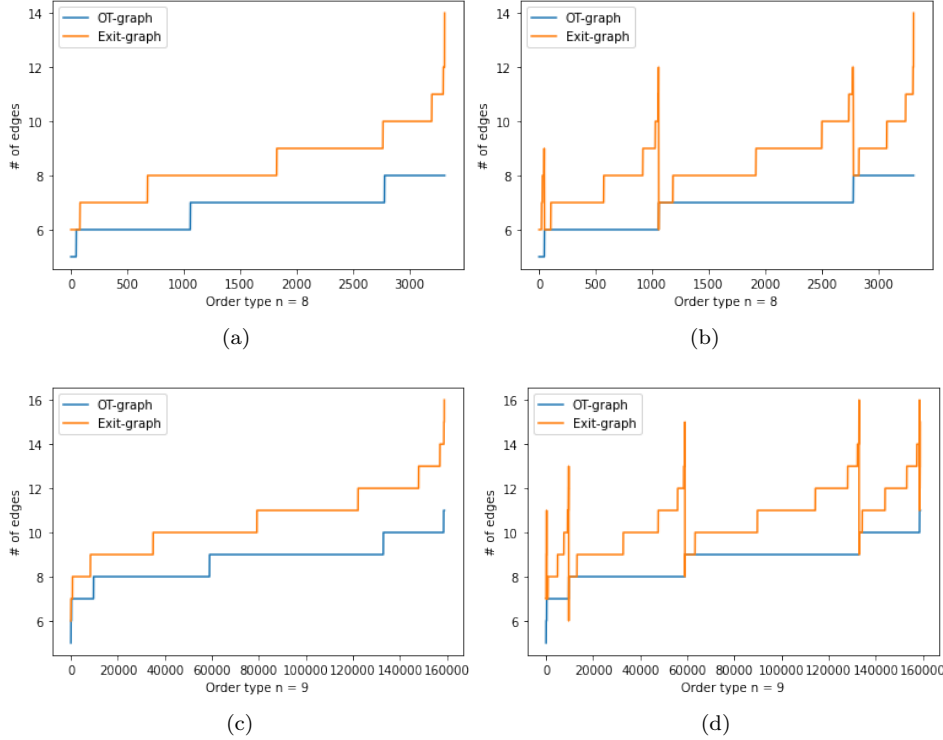 14
12
10
8
6
# of edges
OT-graph
Exit-graph
0 500 1000 1500 2000 2500 3000
Order type n = 8
(a)
14
12
10
8
6
# of edges
OT-graph
Exit-graph
0 500 1000 1500 2000 2500 3000
Order type n = 8
(b)
16
14
12
10
8
6
# of edges
OT-graph
Exit-graph
0 20000 40000 60000 80000 100000 120000 140000 160000
Order type n = 9
(c)
16
14
12
10
8
6
# of edges
OT-graph
Exit-graph
0 20000 40000 60000 80000 100000 120000 140000 160000
Order type n = 9
(d)